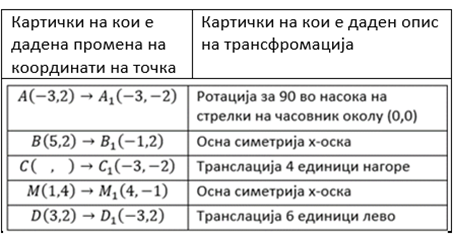 Картички на кои е
дадена промена на
координати на точка
Картички на кои е даден опис
на трансфромација
A(−3,2) → A₁(−3,−2)
Ротација за 90 во насока на
стрелки на часовник околу (0,0)
B(5,2) → B₁(−1,2)
Осна симетрија x-оска
C( , ) → C₁(−3,−2)
Транслација 4 единици нагоре
M(1,4) → M₁(4,−1)
Осна симетрија x-оска
D(3,2) → D₁(−3,2)
Транслација 6 единици лево